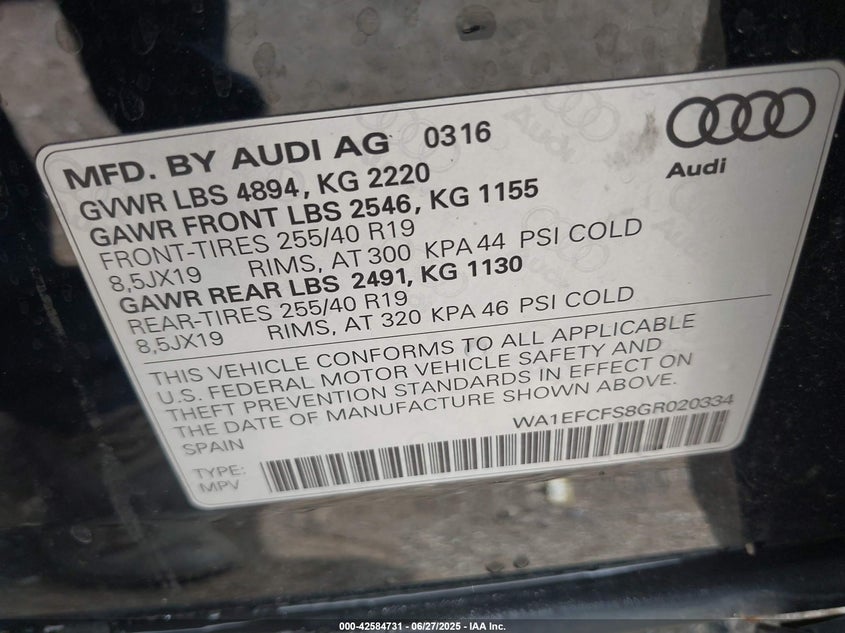 MFD. BY AUDI AG 0316
Audi
GVWR LBS 4894, KG 2220
GAWR FRONT LBS 2546, KG 1155
FRONT-TIRES 255/40 R19
8,5JX19 RIMS, AT 300 KPA 44 PSI COLD
GAWR REAR LBS 2491, KG 1130
REAR-TIRES 255/40 R19
8,5JX19 RIMS, AT 320 KPA 46 PSI COLD
THIS VEHICLE CONFORMS TO ALL APPLICABLE
U.S. FEDERAL MOTOR VEHICLE SAFETY AND
THEFT PREVENTION STANDARDS IN EFFECT ON
THE DATE OF MANUFACTURE SHOWN ABOVE.
SPAIN WA1EFCFS8GR020334
TYPE:
MPV
000-42584731 - 06/27/2025 - IAA Inc.